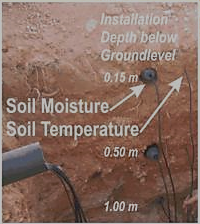 Installation
Depth below
Groundlevel
0.15 m
Soil Moisture
Soil Temperature
0.50 m
1.00 m